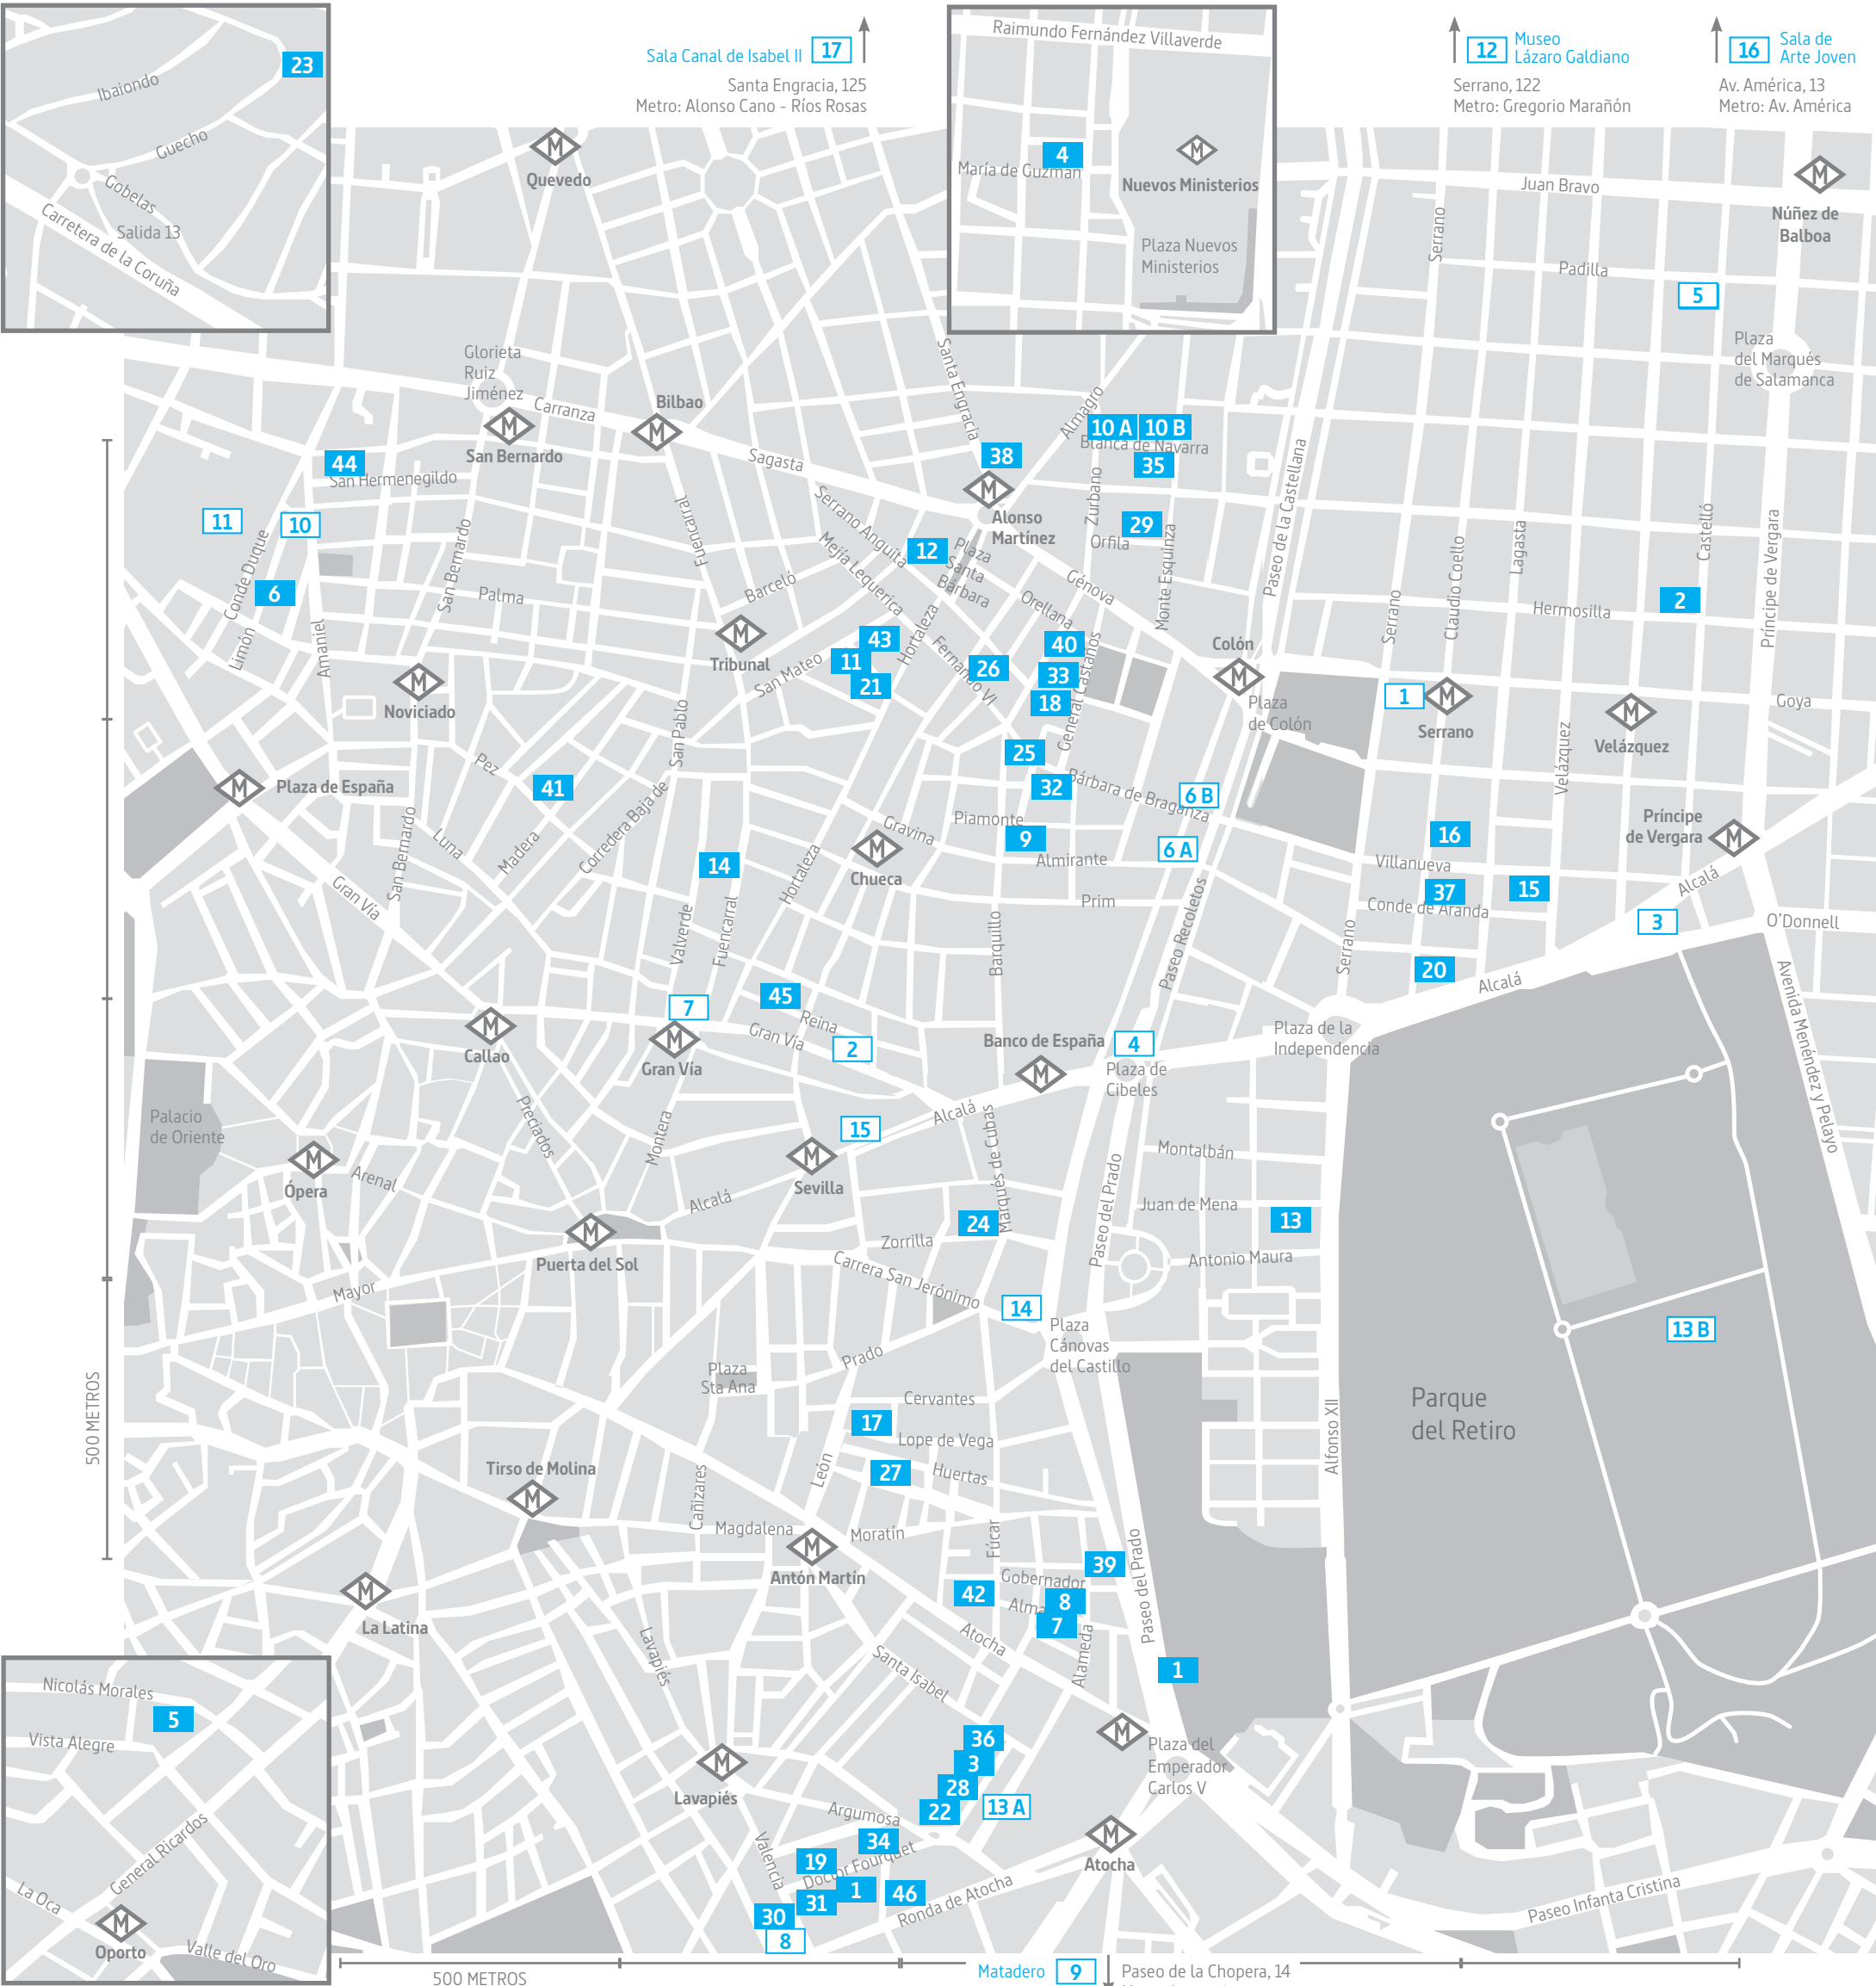 23
Ibaiondo
Guecho
Gobelas
Salida 13
Carretera de la Coruña
Sala Canal de Isabel II 17
Santa Engracia, 125
Metro: Alonso Cano - Ríos Rosas
Raimundo Fernández Villaverde
4
María de Guzmán
Nuevos Ministerios
Plaza Nuevos
Ministerios
12 Museo
Lázaro Galdiano
Serrano, 122
Metro: Gregorio Marañón
16 Sala de
Arte Joven
Av. América, 13
Metro: Av. América
M
Quevedo
Juan Bravo
M
Núñez de
Balboa
Serrano
Padilla
5
Plaza
del Marqués
de Salamanca
Glorieta
Ruiz
Jiménez
Carranza
Bilbao
M
San Bernardo
M
Santa Engracia
Almagro
10 A
10 B
Blanca de Navarra
35
38
M
Alonso
Martínez
Sagasta
44
San Hermenegildo
11
10
Conde Duque
6
Limón
Amaniel
San Bernardo
Palma
Fuencarral
Barceló
Serrano Anguita
Mejía Lequerica
12
Plaza
Santa
Bárbara
Zurbano
29
Orfila
Monte Esquinza
Génova
Orellana
Paseo de la Castellana
Serrano
Claudio Coello
Lagasta
Hermosilla
2
Castelló
Príncipe de Vergara
M
Tribunal
San Mateo
43
11
21
Hortaleza
Fernando VI
26
40
33
18
General Castaños
Colón
M
Plaza
de Colón
1
M
Serrano
M
Velázquez
Goya
Velázquez
M
Noviciado
San Pablo
Pez
41
M
Plaza de España
San Bernardo
Luna
Madera
Corredera Baja de
25
32
Bárbara de Braganza
6 B
Piamonte
9
Almirante
6 A
Gravina
M
Chueca
14
Hortaleza
Prim
16
Villanueva
37
Conde de Aranda
15
Príncipe
de Vergara
M
Alcalá
3
O'Donnell
Gran Vía
Valverde
Fuencarral
Barquillo
Paseo Recoletos
Serrano
20
Alcalá
Avenida Menéndez y Pelayo
7
45
Reina
Gran Vía
2
M
Callao
M
Gran Vía
Banco de España
M
4
Plaza de
Cibeles
Plaza de la
Independencia
Palacio
de Oriente
M
Ópera
Arenal
Preciados
Montera
15
Alcalá
M
Sevilla
Marqués de Cubas
Montalbán
Juan de Mena
13
Antonio Maura
Paseo del Prado
24
Zorrilla
Alcalá
M
Puerta del Sol
Mayor
Carrera San Jerónimo
14
Plaza
Cánovas
del Castillo
13 B
Parque
del Retiro
500 METROS
Plaza
Sta Ana
Prado
Cervantes
17
Lope de Vega
27
Huertas
León
Alfonso XII
Tirso de Molina
M
Cañizares
Magdalena
Moratín
M
Antón Martín
Fúcar
39
Gobernador
42
8
Alma
7
Paseo del Prado
M
La Latina
Lavapiés
Atocha
Santa Isabel
Alameda
1
Nicolás Morales
5
Vista Alegre
General Ricardos
La Oca
M
Oporto
Valle del Oro
36
3
28
22
13 A
M
Plaza del
Emperador
Carlos V
M
Lavapiés
Argumosa
34
19
Doctor Fourquet
1
46
31
30
8
Valencia
Ronda de Atocha
M
Atocha
Paseo Infanta Cristina
500 METROS
Matadero 9 Paseo de la Chopera, 14